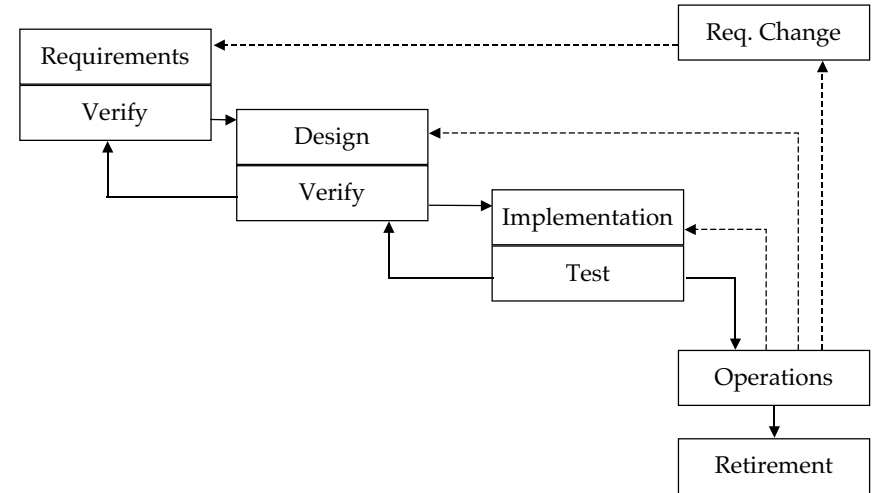 Req. Change
Requirements
Verify
Design
Verify
Implementation
Test
Operations
Retirement